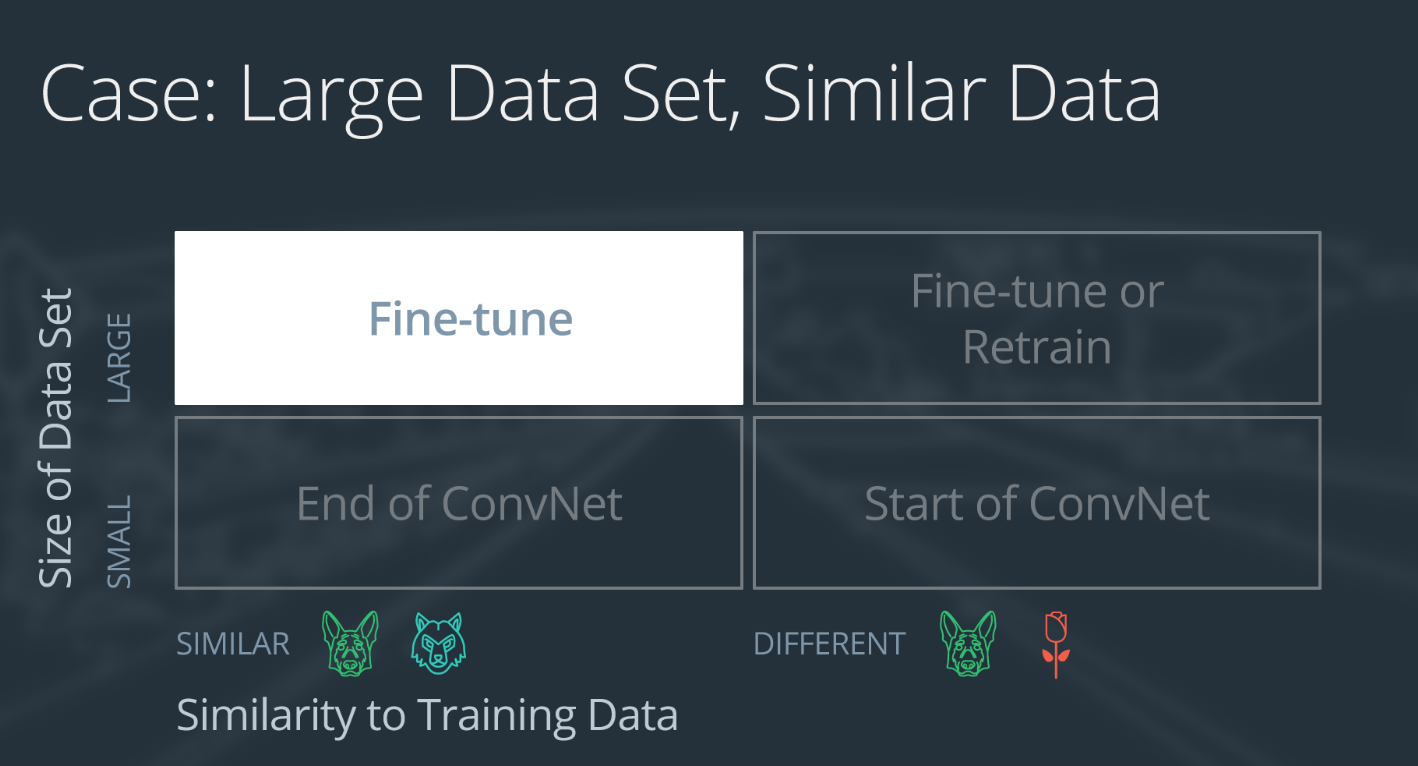 Case: Large Data Set, Similar Data
Size of Data Set
LARGE
Fine-tune
Fine-tune or
Retrain
SMALL
End of ConvNet
Start of ConvNet
SIMILAR
DIFFERENT
Similarity to Training Data